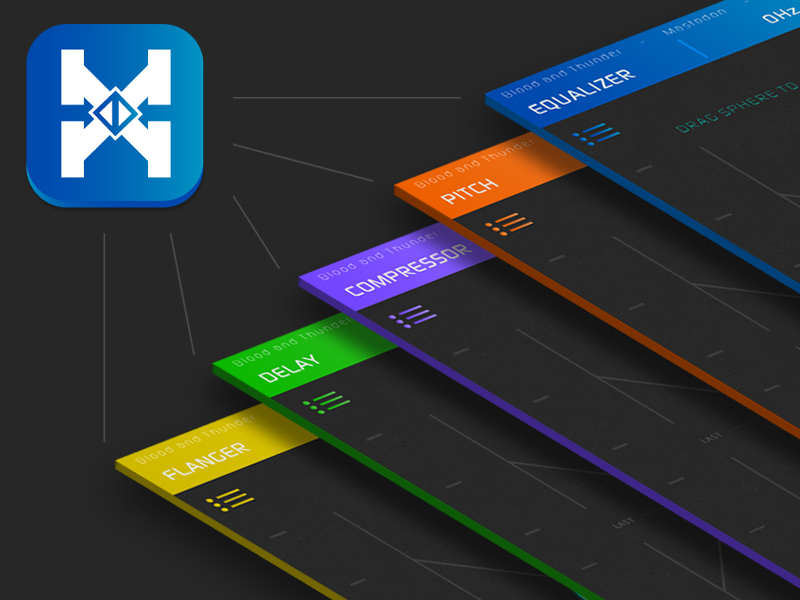 Blood and Thunder
Mastodon
0Hz
EQUALIZER
DRAG SPHERE TO
Blood and Thunder
PITCH
Blood and Thunder
COMPRESSOR
Blood and Thunder
DELAY
Blood and Thunder
FLANGER
LAST
LAST